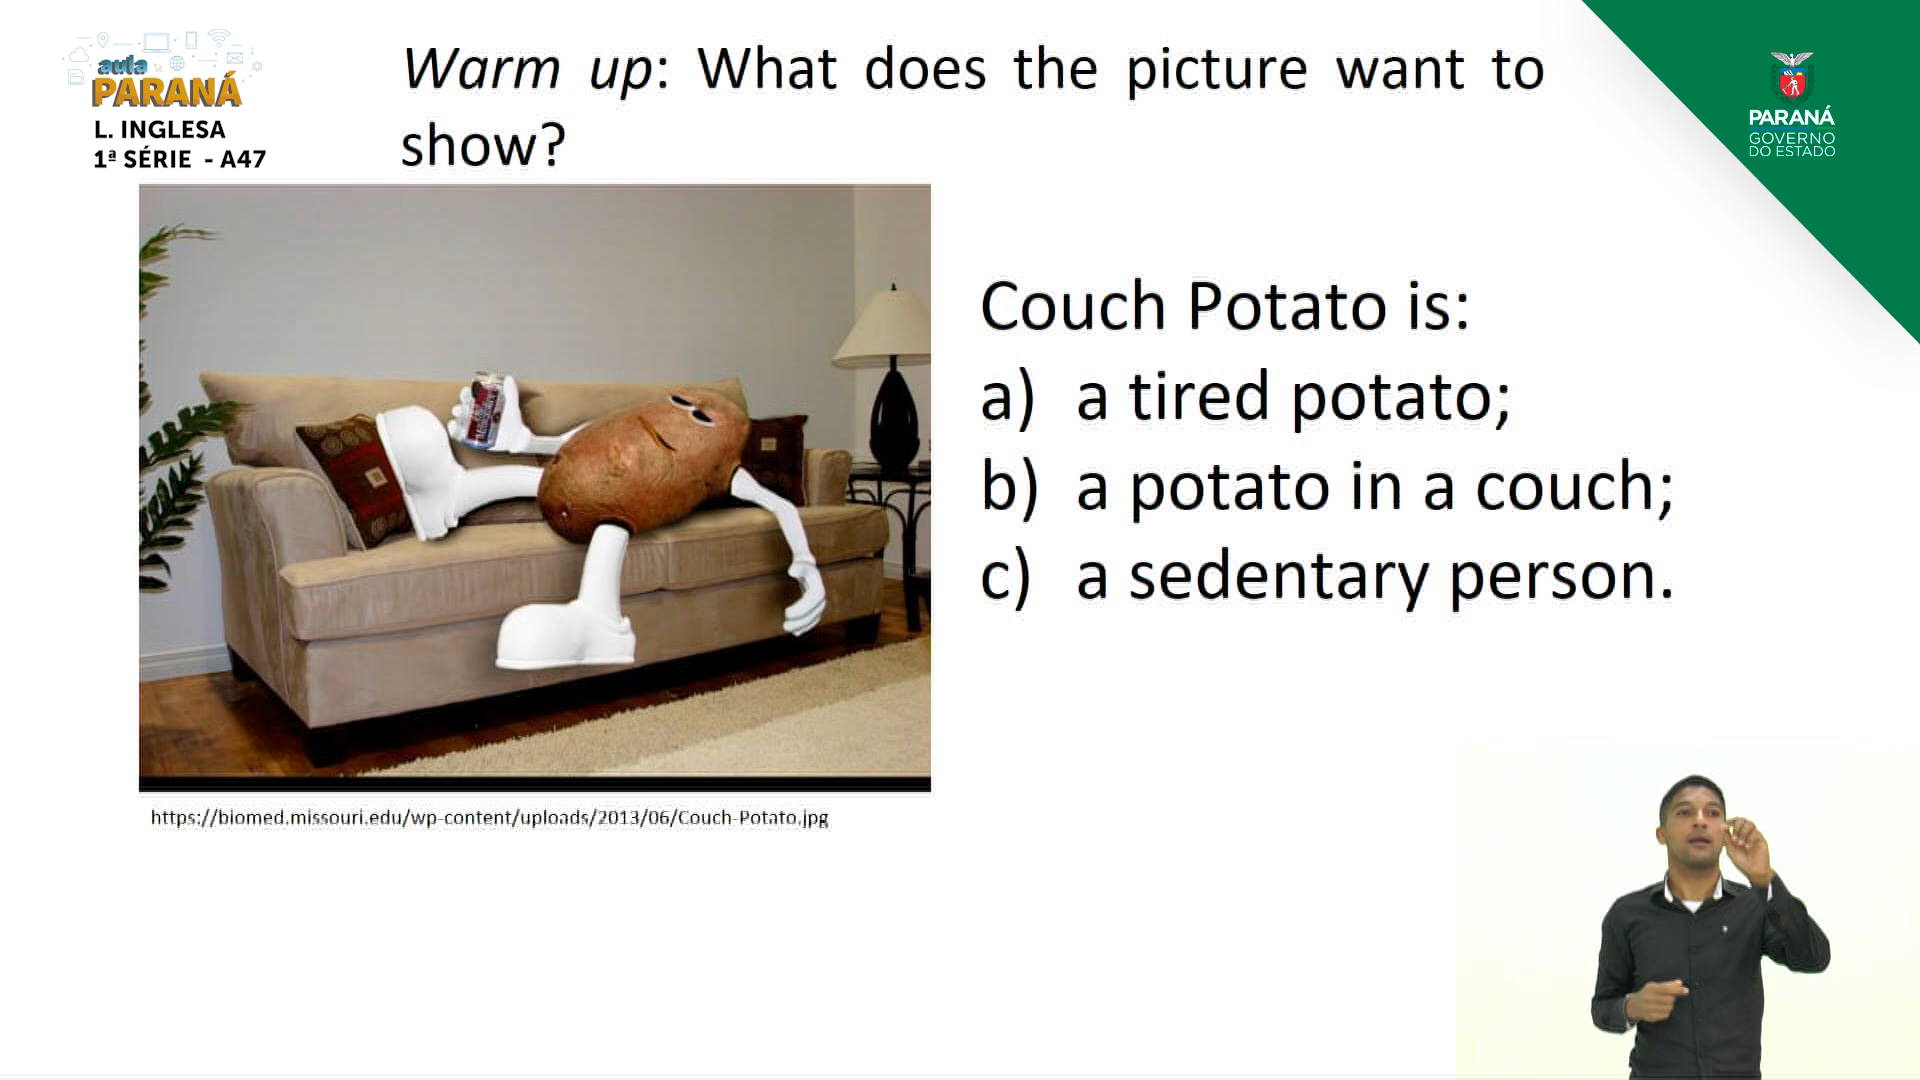 aula
PARANÁ
L. INGLESA
1ª SÉRIE - A47
Warm up: What does the picture want to
show?
PARANÁ
GOVERNO
DO ESTADO
Couch Potato is:
a) a tired potato;
b) a potato in a couch;
c) a sedentary person.
https://biomed.missouri.edu/wp-content/uploads/2013/06/Couch-Potato.jpg